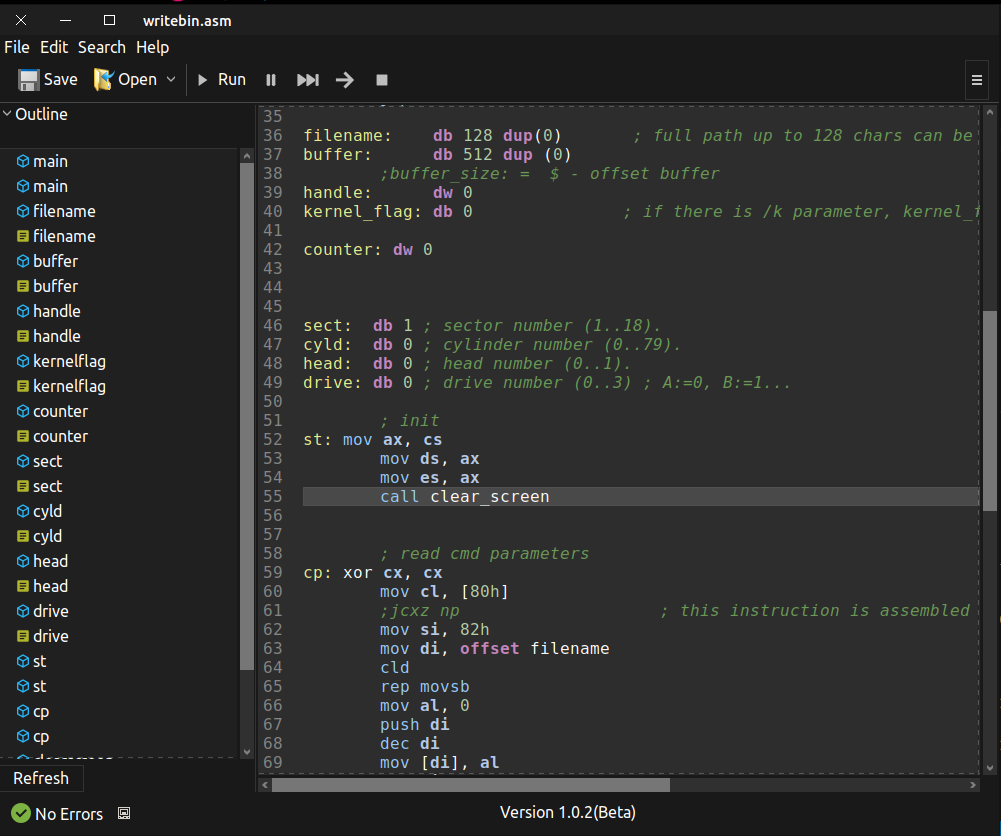 writebin.asm
File Edit Search Help
Save Open Run
Outline
main
main
filename
filename
buffer
buffer
handle
handle
kernelflag
kernelflag
counter
counter
sect
sect
cyld
cyld
head
head
drive
drive
st
st
cp
cp
Refresh
35
36 filename: db 128 dup(0) ; full path up to 128 chars can be
37 buffer: db 512 dup (0)
38 ;buffer_size: = $ - offset buffer
39 handle: dw 0
40 kernel_flag: db 0 ; if there is /k parameter, kernel_f
41
42 counter: dw 0
43
44
45
46 sect: db 1 ; sector number (1..18).
47 cyld: db 0 ; cylinder number (0..79).
48 head: db 0 ; head number (0..1).
49 drive: db 0 ; drive number (0..3) ; A:=0, B:=1...
50
51 ; init
52 st: mov ax, cs
53 mov ds, ax
54 mov es, ax
55 call clear_screen
56
57
58 ; read cmd parameters
59 cp: xor cx, cx
60 mov cl, [80h]
61 ;jcxz np ; this instruction is assembled
62 mov si, 82h
63 mov di, offset filename
64 cld
65 rep movsb
66 mov al, 0
67 push di
68 dec di
69 mov [di], al
No Errors
Version 1.0.2(Beta)